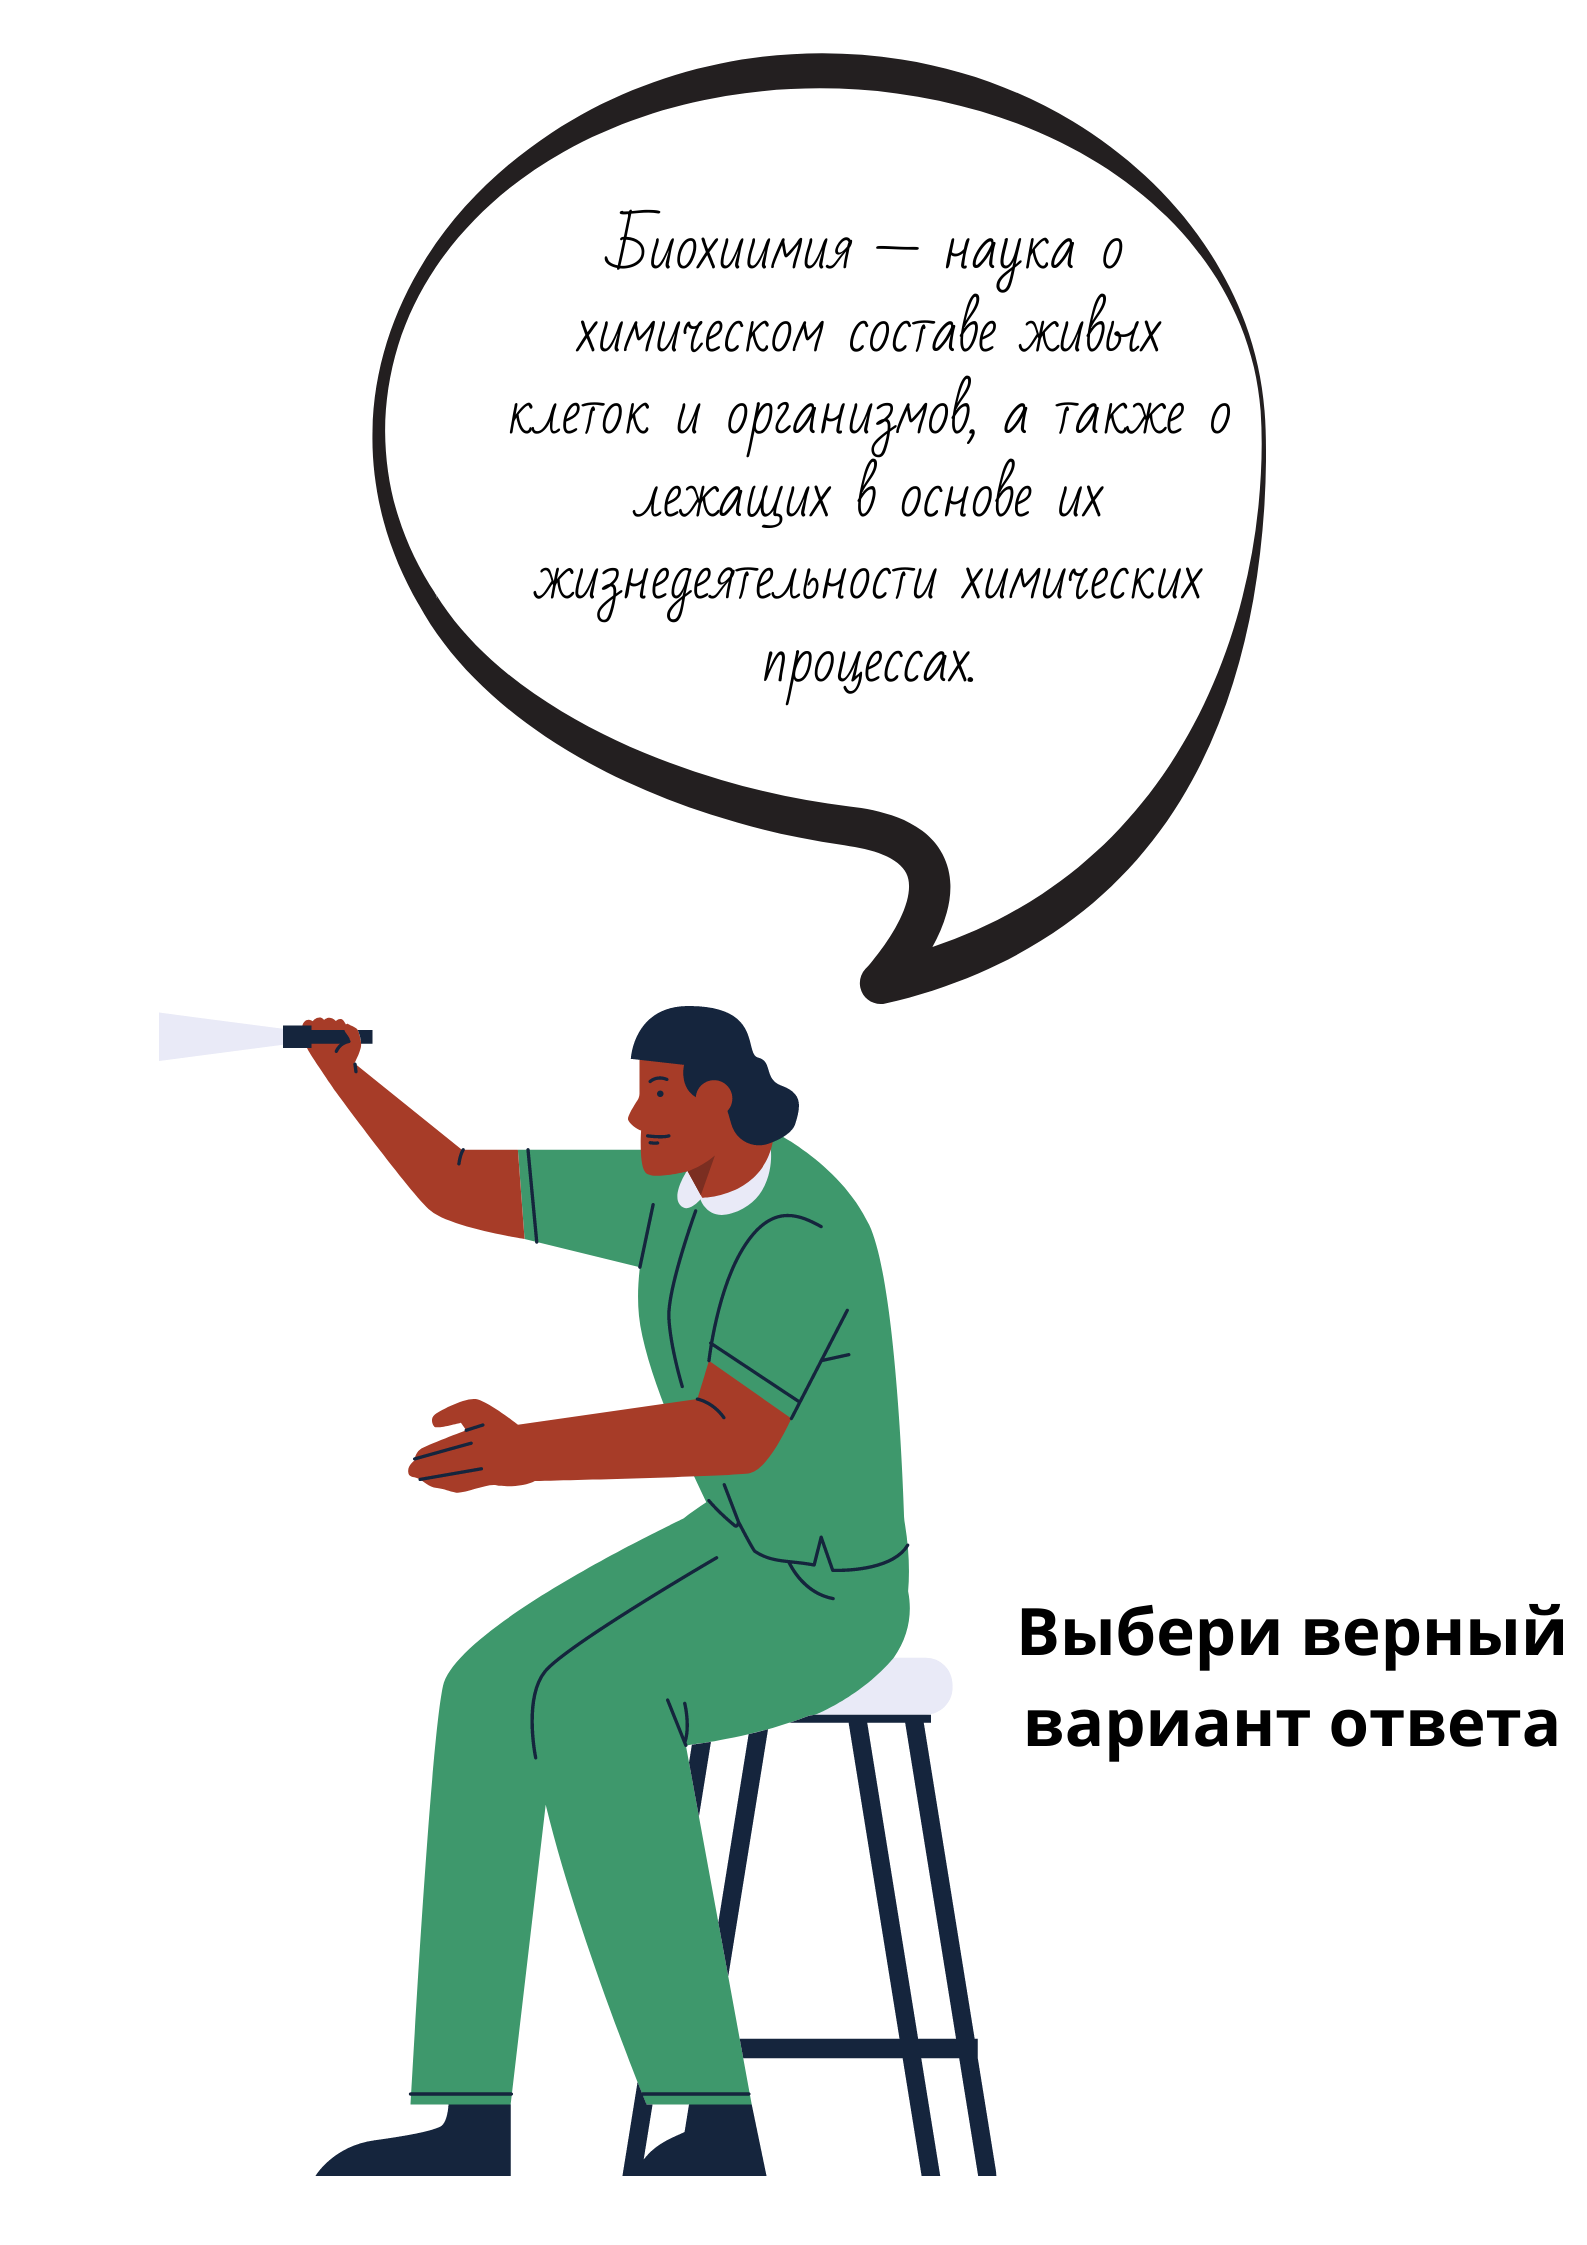 Биохиимия — наука о
химическом составе живых
клеток и организмов, а также о
лежащих в основе их
жизнедеятельности химических
процессах.
Выбери верный
вариант ответа